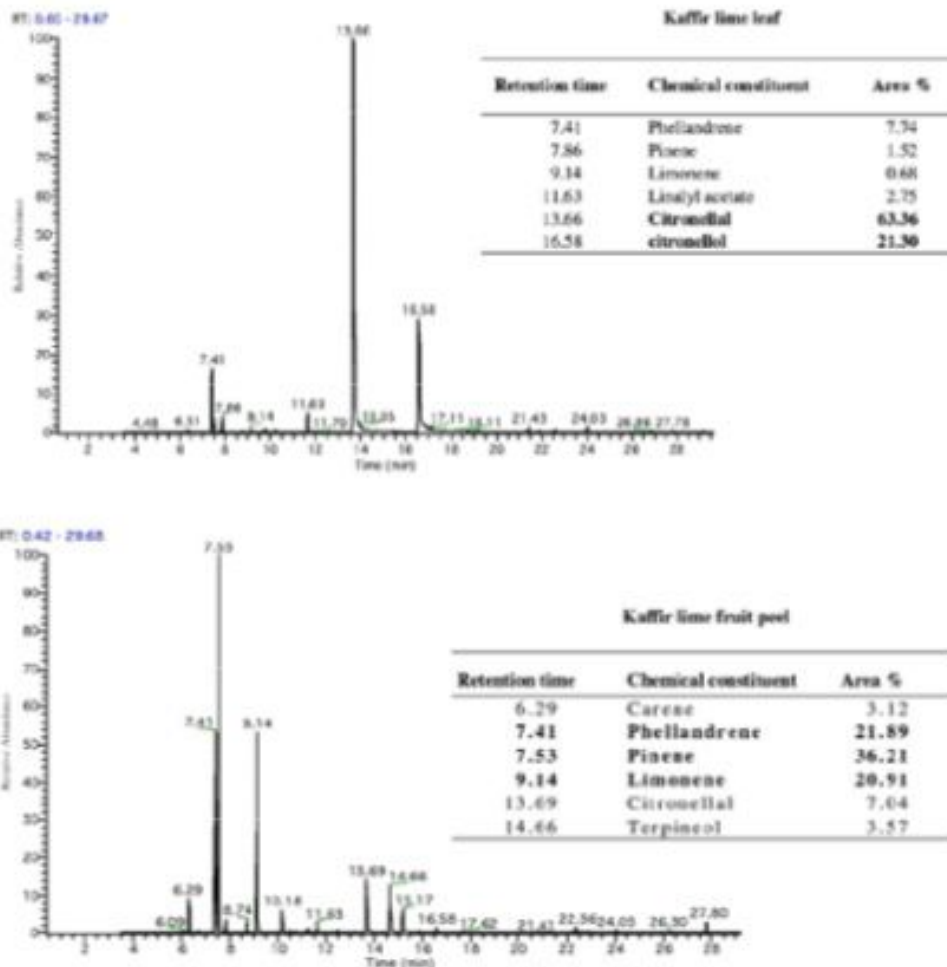 RT: 0.60 - 29.47
Kaffir lime leaf
Retention time Chemical constituent Area %
7.41 Phellandrene 7.74
7.86 Pinene 1.52
9.14 Limonene 0.68
11.63 Linalyl acetate 2.75
13.66 Citronellal 63.36
16.58 citronellol 21.30
100
90
80
70
60
50
40
30
20
10
0
Relative Abundance
13.66
16.58
7.41
7.86
9.14
11.63
4.48
6.51
11.70
17.11
21.43
24.03
27.78
2 4 6 8 10 12 14 16 18 20 22 24 26 28
Time (min)
RT: 0.42 - 29.68
Kaffir lime fruit peel
Retention time Chemical constituent Area %
6.29 Carene 3.12
7.41 Phellandrene 21.89
7.53 Pinene 36.21
9.14 Limonene 20.91
13.69 Citronellal 7.04
14.66 Terpineol 3.57
100
90
80
70
60
50
40
30
20
10
0
Relative Abundance
7.53
7.41
9.14
6.29
6.09
8.74
10.14
11.63
13.69
14.66
15.17
16.58
17.42
21.41
22.36
24.05
26.30
27.80
2 4 6 8 10 12 14 16 18 20 22 24 26 28
Time (min)